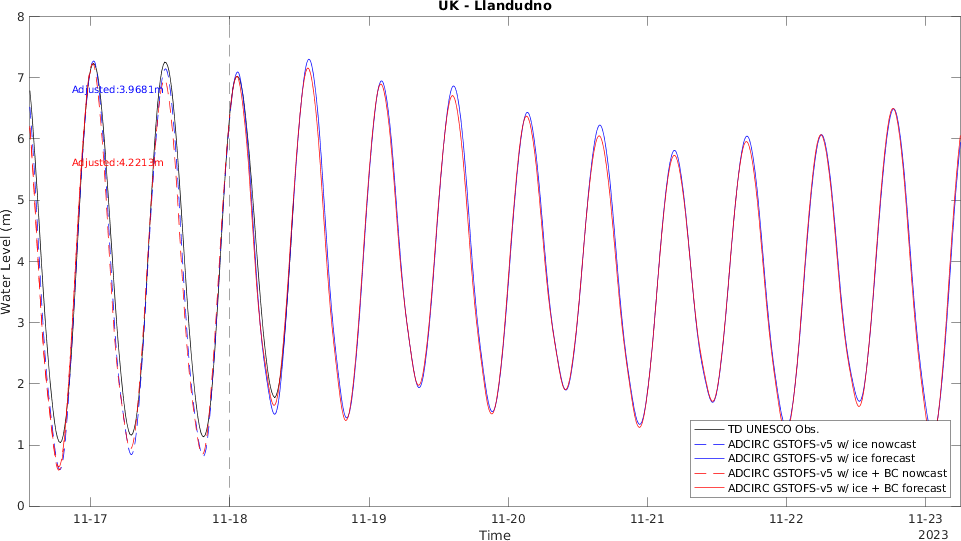 UK - Llandudno
8
7
6
5
4
3
2
1
0
Water Level (m)
Adjusted:3.9681m
Adjusted:4.2213m
11-17
11-18
11-19
11-20
11-21
11-22
11-23
Time
2023
TD UNESCO Obs.
ADCIRC GSTOFS-v5 w/ ice nowcast
ADCIRC GSTOFS-v5 w/ ice forecast
ADCIRC GSTOFS-v5 w/ ice + BC nowcast
ADCIRC GSTOFS-v5 w/ ice + BC forecast